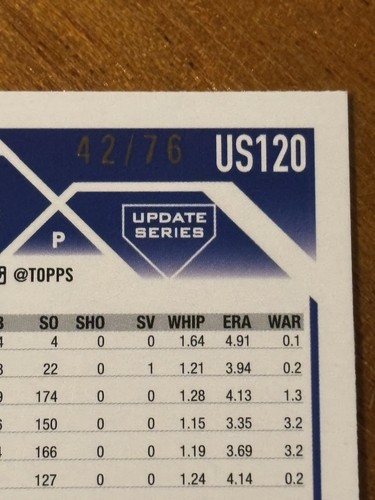 42/76 US120
UPDATE
SERIES
P
@TOPPS
SO SHO SV WHIP ERA WAR
4 4 0 0 1.64 4.91 0.1
22 0 1 1.21 3.94 0.2
174 0 0 1.28 4.13 1.3
150 0 0 1.15 3.35 3.2
166 0 0 1.19 3.69 3.2
127 0 0 1.24 4.14 0.2